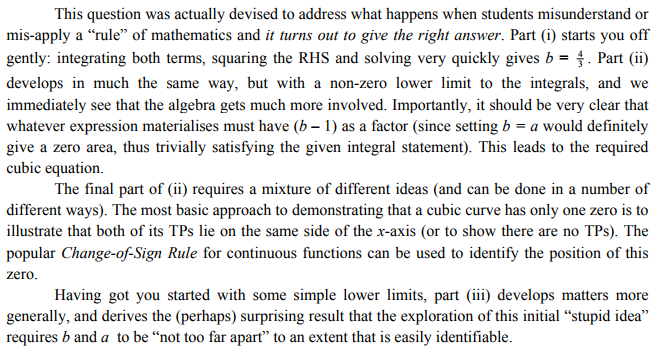 This question was actually devised to address what happens when students misunderstand or
mis-apply a “rule” of mathematics and it turns out to give the right answer. Part (i) starts you off
gently: integrating both terms, squaring the RHS and solving very quickly gives b = 4/3. Part (ii)
develops in much the same way, but with a non-zero lower limit to the integrals, and we
immediately see that the algebra gets much more involved. Importantly, it should be very clear that
whatever expression materialises must have (b – 1) as a factor (since setting b = a would definitely
give a zero area, thus trivially satisfying the given integral statement). This leads to the required
cubic equation.
The final part of (ii) requires a mixture of different ideas (and can be done in a number of
different ways). The most basic approach to demonstrating that a cubic curve has only one zero is to
illustrate that both of its TPs lie on the same side of the x-axis (or to show there are no TPs). The
popular Change-of-Sign Rule for continuous functions can be used to identify the position of this
zero.
Having got you started with some simple lower limits, part (iii) develops matters more
generally, and derives the (perhaps) surprising result that the exploration of this initial “stupid idea”
requires b and a to be “not too far apart” to an extent that is easily identifiable.